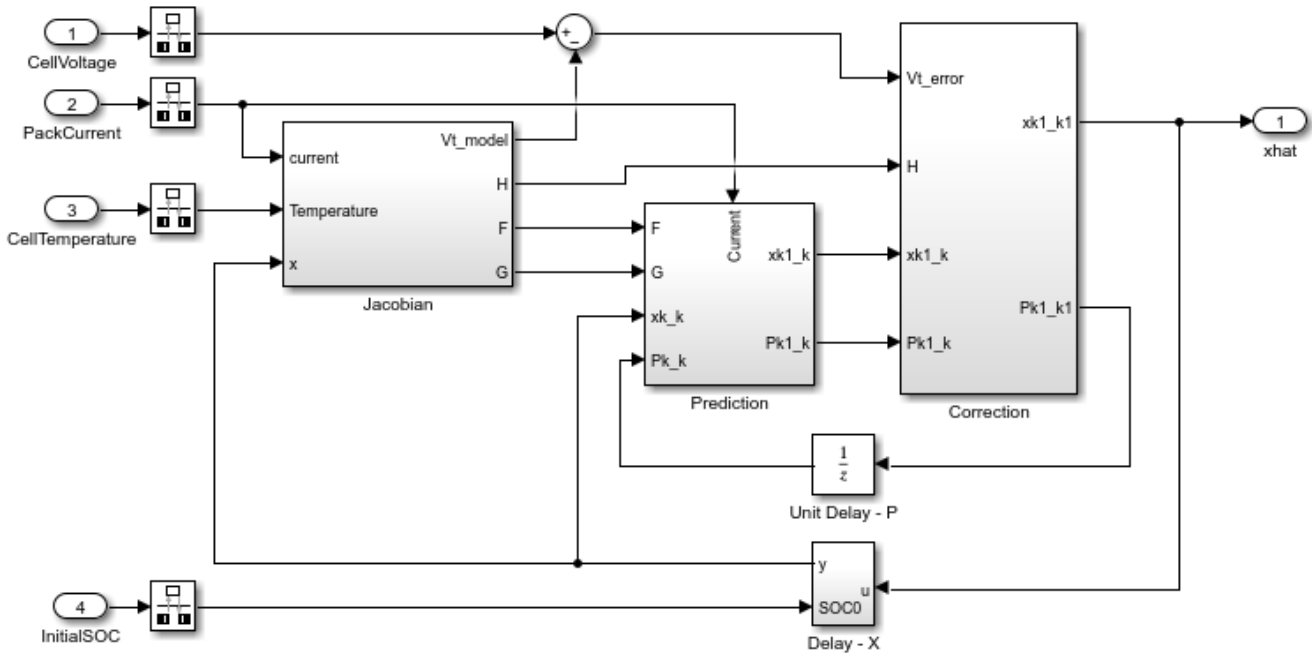 1
CellVoltage
2
PackCurrent
3
CellTemperature
current
Temperature
x
Vt_model
H
F
G
Jacobian
+
-
Current
F
G
xk_k
Pk_k
xk1_k
Pk1_k
Prediction
Vt_error
H
xk1_k
Pk1_k
xk1_k1
Pk1_k1
Correction
1
xhat
1
z
Unit Delay - P
y
u
SOC0
Delay - X
4
InitialSOC